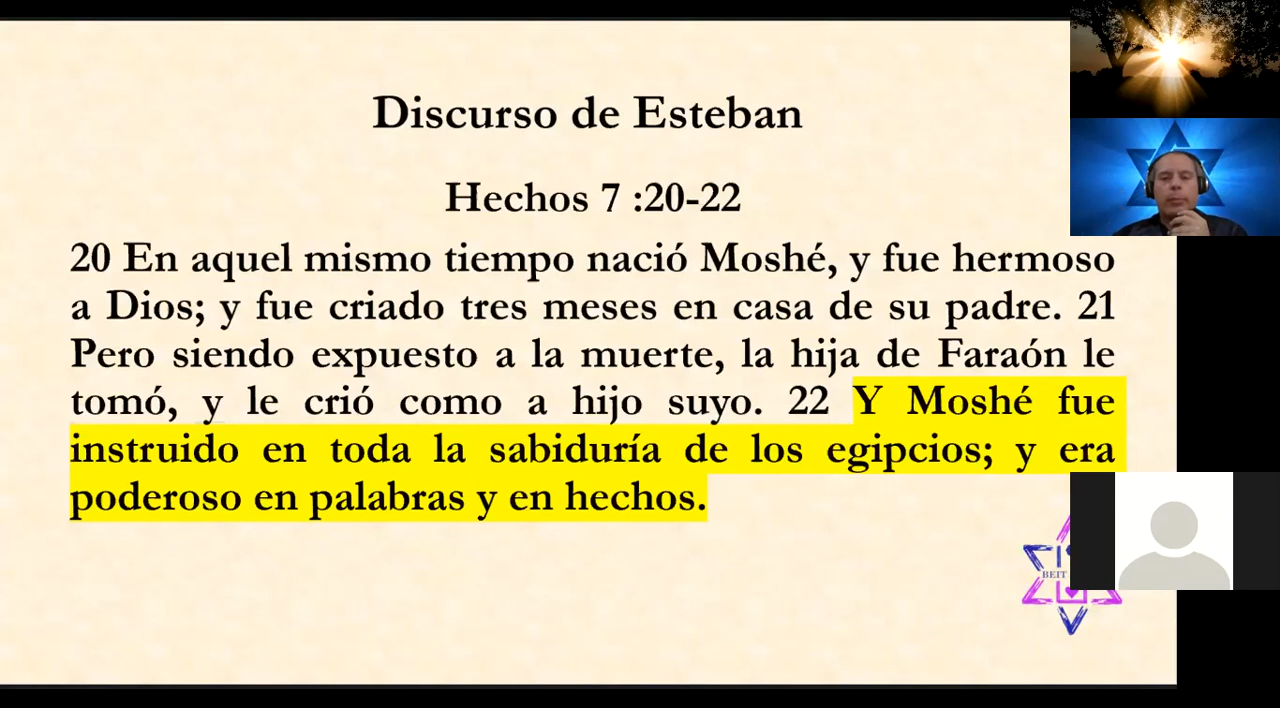 Discurso de Esteban
Hechos 7 :20-22
20 En aquel mismo tiempo nació Moshé, y fue hermoso
a Dios; y fue criado tres meses en casa de su padre. 21
Pero siendo expuesto a la muerte, la hija de Faraón le
tomó, y le crió como a hijo suyo. 22 Y Moshé fue
instruido en toda la sabiduría de los egipcios; y era
poderoso en palabras y en hechos.
BEIT